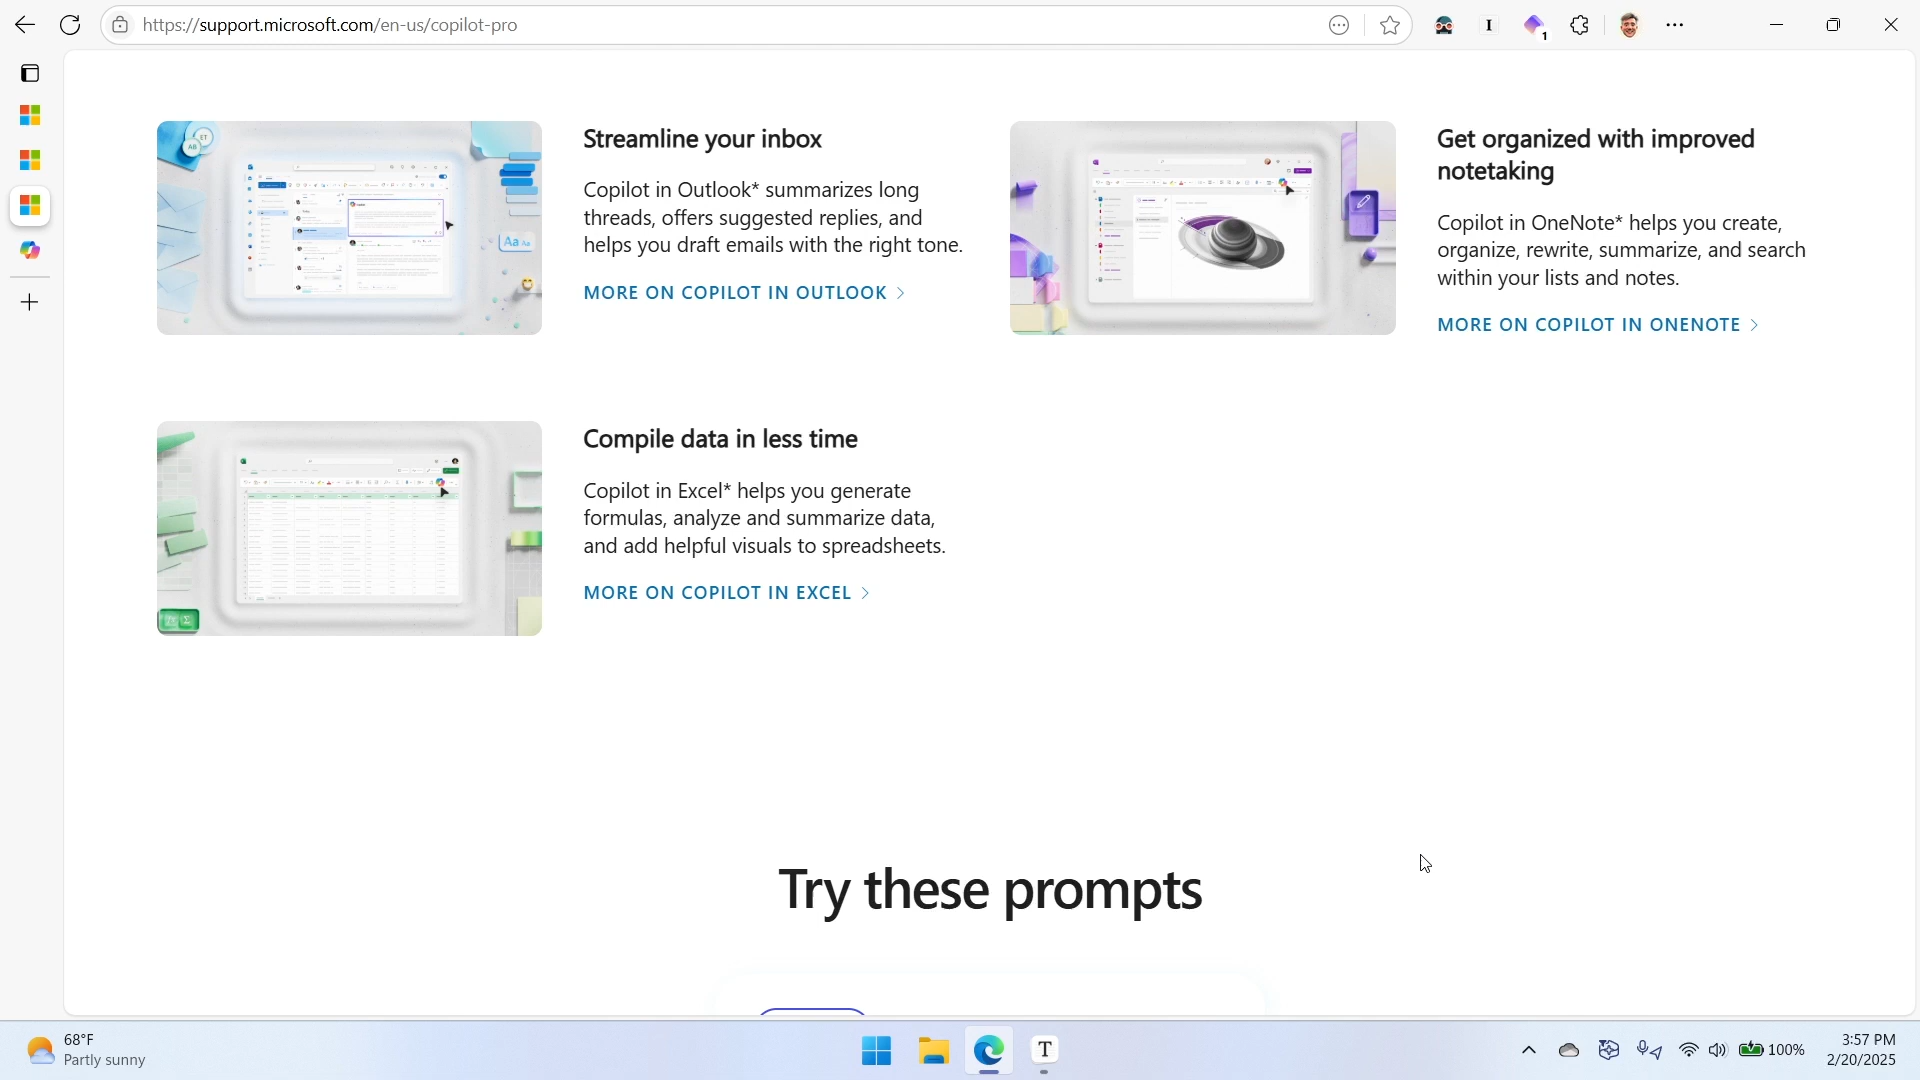 https://support.microsoft.com/en-us/copilot-pro
1
Streamline your inbox
Copilot in Outlook* summarizes long
threads, offers suggested replies, and
helps you draft emails with the right tone.
MORE ON COPILOT IN OUTLOOK
Get organized with improved
notetaking
Copilot in OneNote* helps you create,
organize, rewrite, summarize, and search
within your lists and notes.
MORE ON COPILOT IN ONENOTE
AB
ET
Aa Aa
Compile data in less time
Copilot in Excel* helps you generate
formulas, analyze and summarize data,
and add helpful visuals to spreadsheets.
MORE ON COPILOT IN EXCEL
Try these prompts
68°F
Partly sunny
T
100%
3:57 PM
2/20/2025